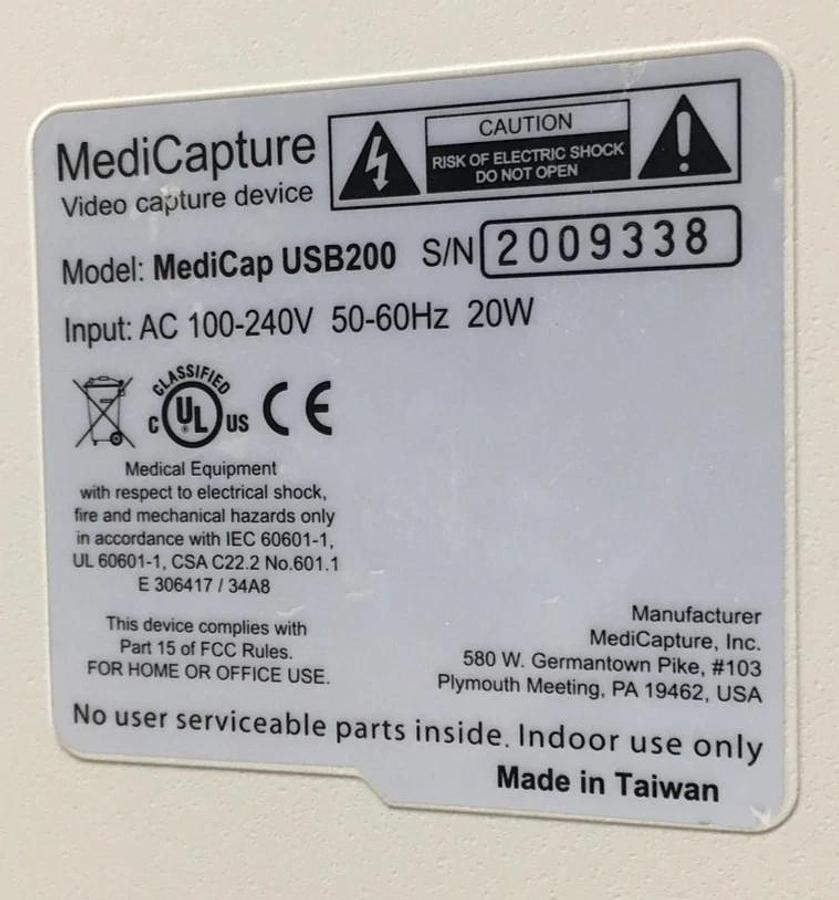 MediCapture
Video capture device
CAUTION
RISK OF ELECTRIC SHOCK
DO NOT OPEN
Model: MediCap USB200 S/N 2009338
Input: AC 100-240V 50-60Hz 20W
CLASSIFIED
C UL US CE
Medical Equipment
with respect to electrical shock,
fire and mechanical hazards only
in accordance with IEC 60601-1,
UL 60601-1, CSA C22.2 No.601.1
E 306417 / 34A8
This device complies with
Part 15 of FCC Rules.
FOR HOME OR OFFICE USE.
Manufacturer
MediCapture, Inc.
580 W. Germantown Pike, #103
Plymouth Meeting, PA 19462, USA
No user serviceable parts inside. Indoor use only
Made in Taiwan